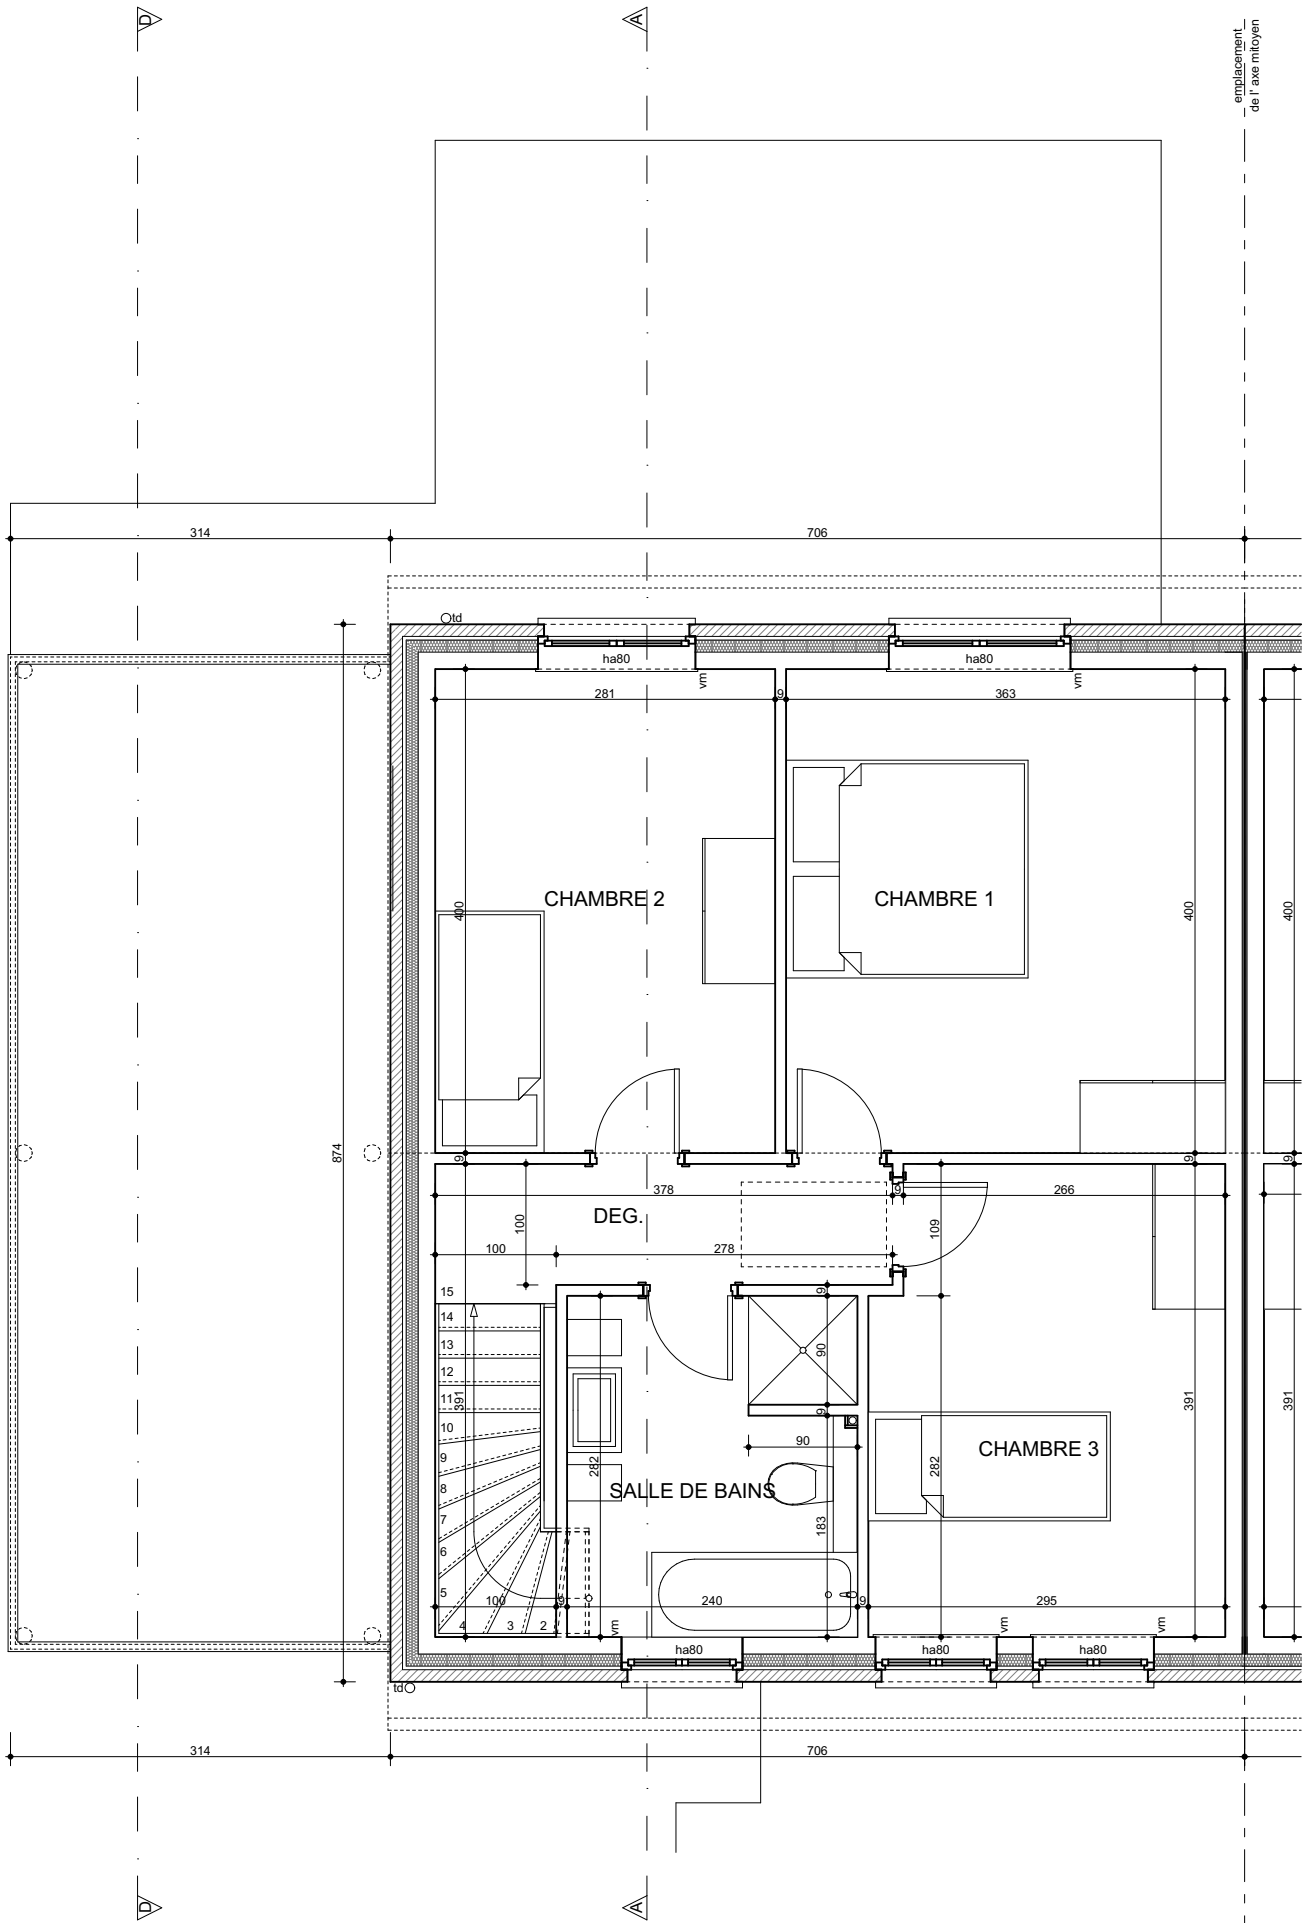 D
A
emplacement
de l' axe mitoyen
314
706
td
ha80
vm
ha80
vm
281
9
363
CHAMBRE 2
CHAMBRE 1
400
400
400
874
9
9
9
378
9
266
DEG.
100
109
100
278
15
14
13
12
11
10
9
8
7
6
5
4
3
2
391
9
90
9
90
282
SALLE DE BAINS
183
282
CHAMBRE 3
391
391
100
9
240
9
295
vm
ha80
ha80
vm
ha80
vm
td
314
706
D
A